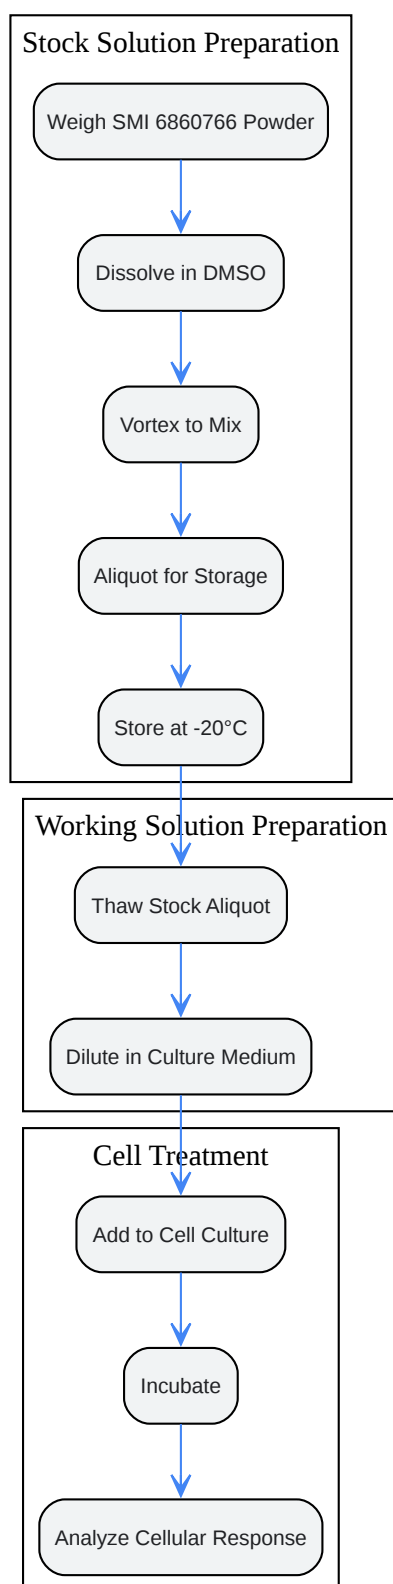 Stock Solution Preparation
Weigh SMI 6860766 Powder
Dissolve in DMSO
Vortex to Mix
Aliquot for Storage
Store at -20°C
Working Solution Preparation
Thaw Stock Aliquot
Dilute in Culture Medium
Cell Treatment
Add to Cell Culture
Incubate
Analyze Cellular Response